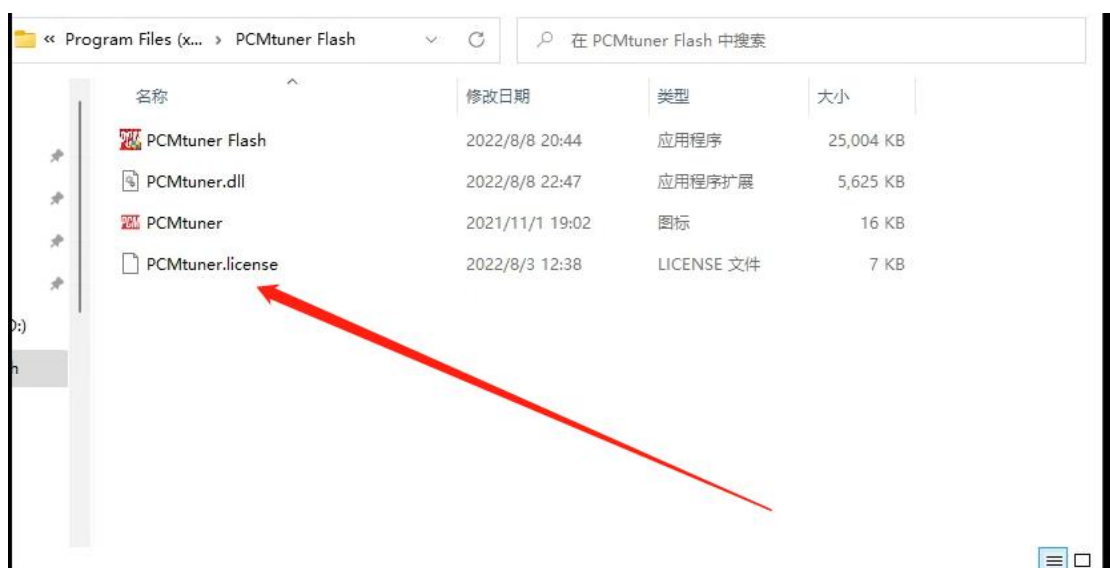 « Program Files (x... › PCMtuner Flash 在 PCMtuner Flash 中搜索
名称 修改日期 类型 大小
PCMtuner Flash 2022/8/8 20:44 应用程序 25,004 KB
PCMtuner.dll 2022/8/8 22:47 应用程序扩展 5,625 KB
PCMtuner 2021/11/1 19:02 图标 16 KB
PCMtuner.license 2022/8/3 12:38 LICENSE 文件 7 KB
:)